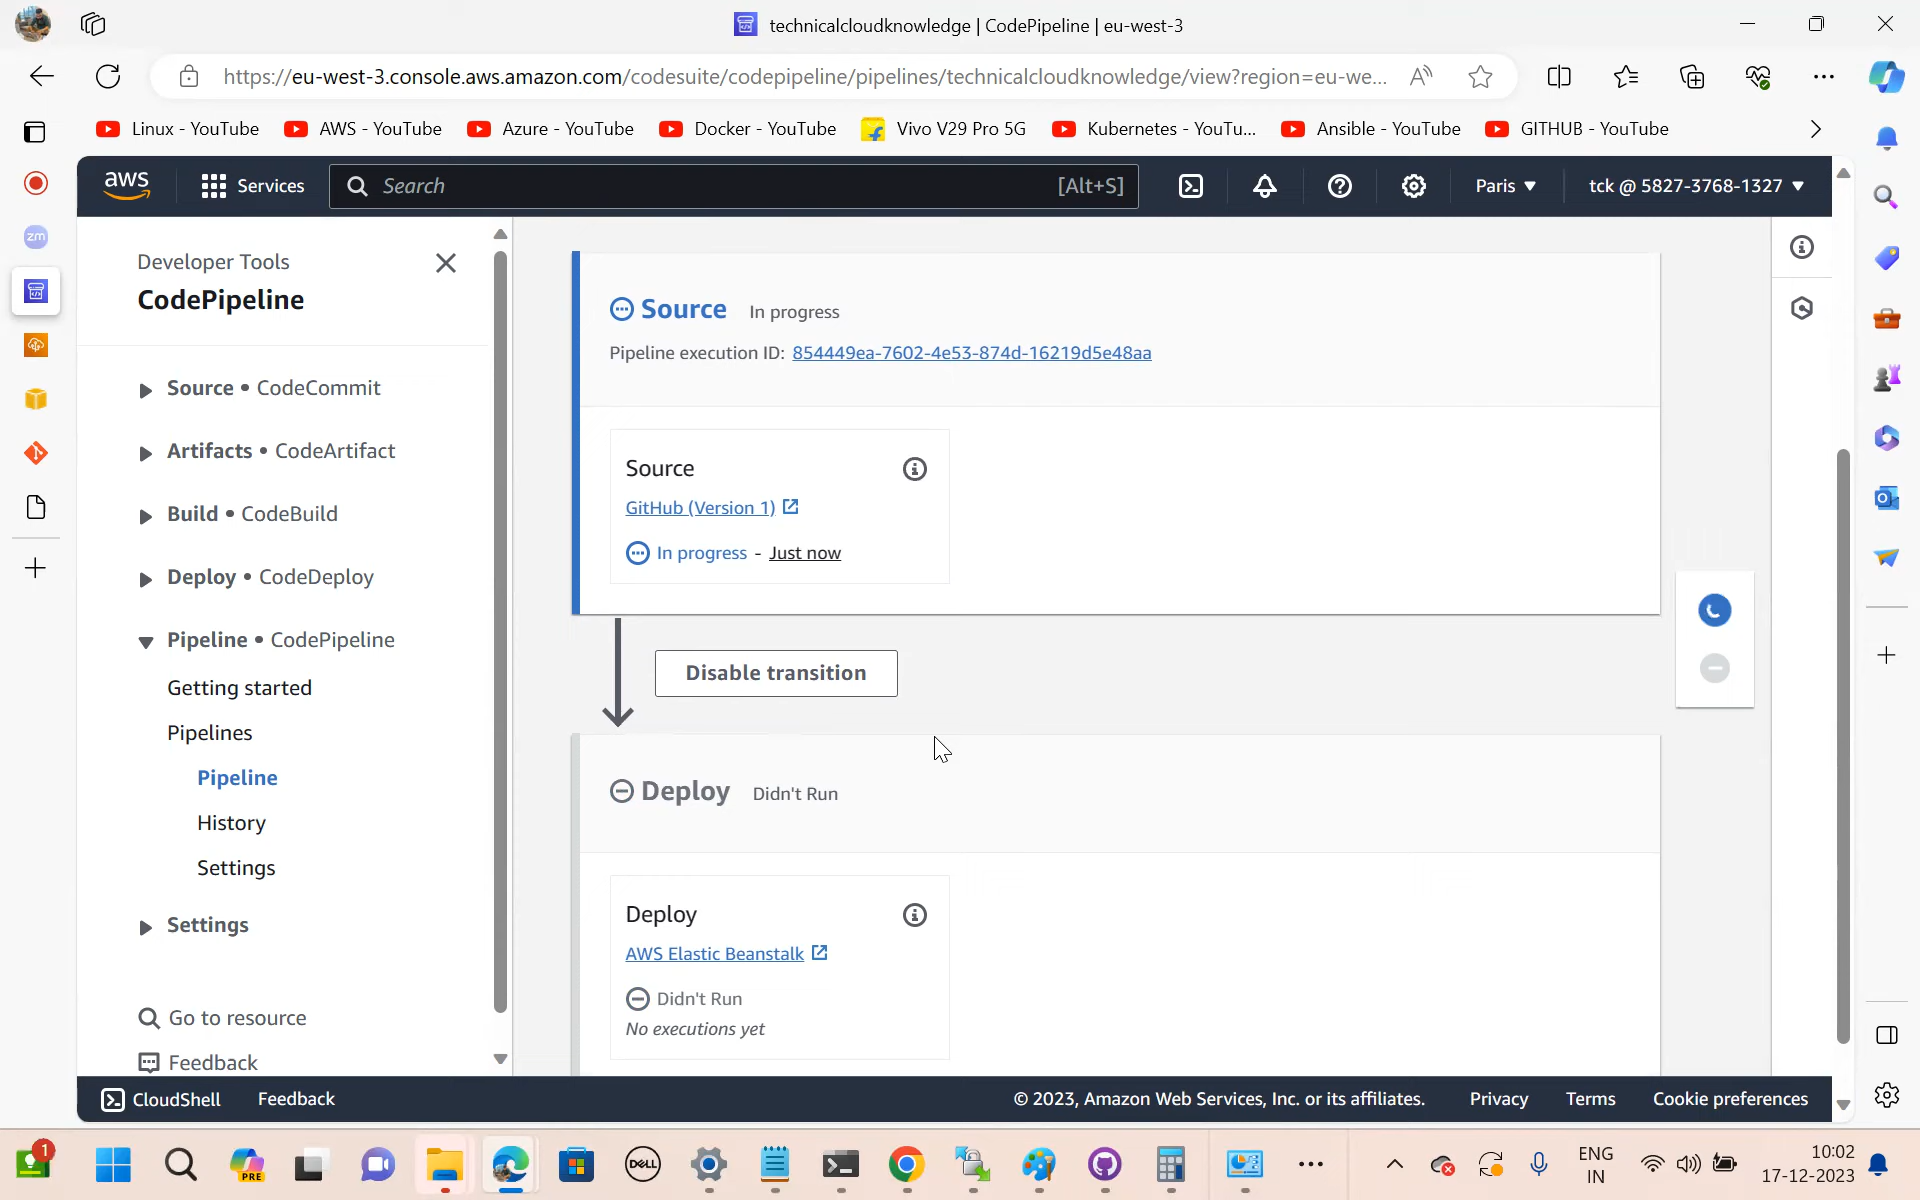 technicalcloudknowledge | CodePipeline | eu-west-3
https://eu-west-3.console.aws.amazon.com/codesuite/codepipeline/pipelines/technicalcloudknowledge/view?region=eu-we...
Linux - YouTube
AWS - YouTube
Azure - YouTube
Docker - YouTube
Vivo V29 Pro 5G
Kubernetes - YouTu...
Ansible - YouTube
GITHUB - YouTube
aws
Services
Search
[Alt+S]
Paris
tck @ 5827-3768-1327
zm
Developer Tools
CodePipeline
Source • CodeCommit
Artifacts • CodeArtifact
Build • CodeBuild
Deploy • CodeDeploy
Pipeline • CodePipeline
Getting started
Pipelines
Pipeline
History
Settings
Settings
Go to resource
Feedback
Source In progress
Pipeline execution ID: 854449ea-7602-4e53-874d-16219d5e48aa
Source
GitHub (Version 1)
In progress - Just now
Disable transition
Deploy Didn't Run
Deploy
AWS Elastic Beanstalk
Didn't Run
No executions yet
CloudShell
Feedback
© 2023, Amazon Web Services, Inc. or its affiliates.
Privacy
Terms
Cookie preferences
1
PRE
DELL
ENG
IN
10:02
17-12-2023